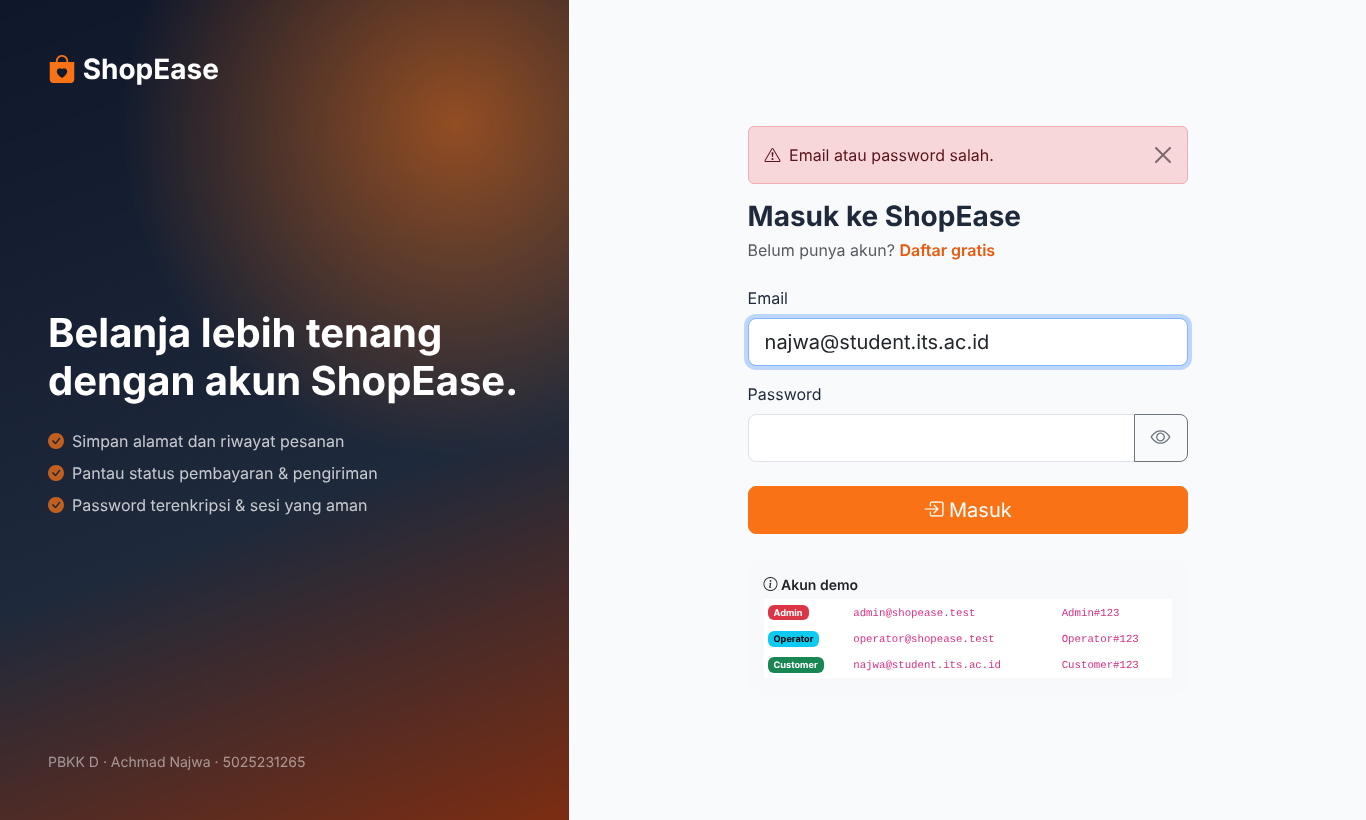 ShopEase
Belanja lebih tenang
dengan akun ShopEase.
Simpan alamat dan riwayat pesanan
Pantau status pembayaran & pengiriman
Password terenkripsi & sesi yang aman
PBKK D · Achmad Najwa · 5025231265
Email atau password salah.
Masuk ke ShopEase
Belum punya akun? Daftar gratis
Email
najwa@student.its.ac.id
Password
Masuk
Akun demo
Admin admin@shopease.test Admin#123
Operator operator@shopease.test Operator#123
Customer najwa@student.its.ac.id Customer#123